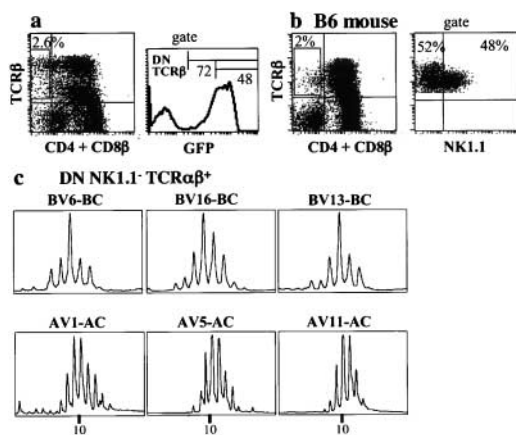 a
gate
b B6 mouse
gate
2.6%
DN
TCRβ
72
48
2%
52%
48%
TCRβ
TCRβ
CD4 + CD8β
GFP
CD4 + CD8β
NK1.1
c DN NK1.1⁻ TCRαβ⁺
BV6-BC
BV16-BC
BV13-BC
AV1-AC
AV5-AC
AV11-AC
10
10
10